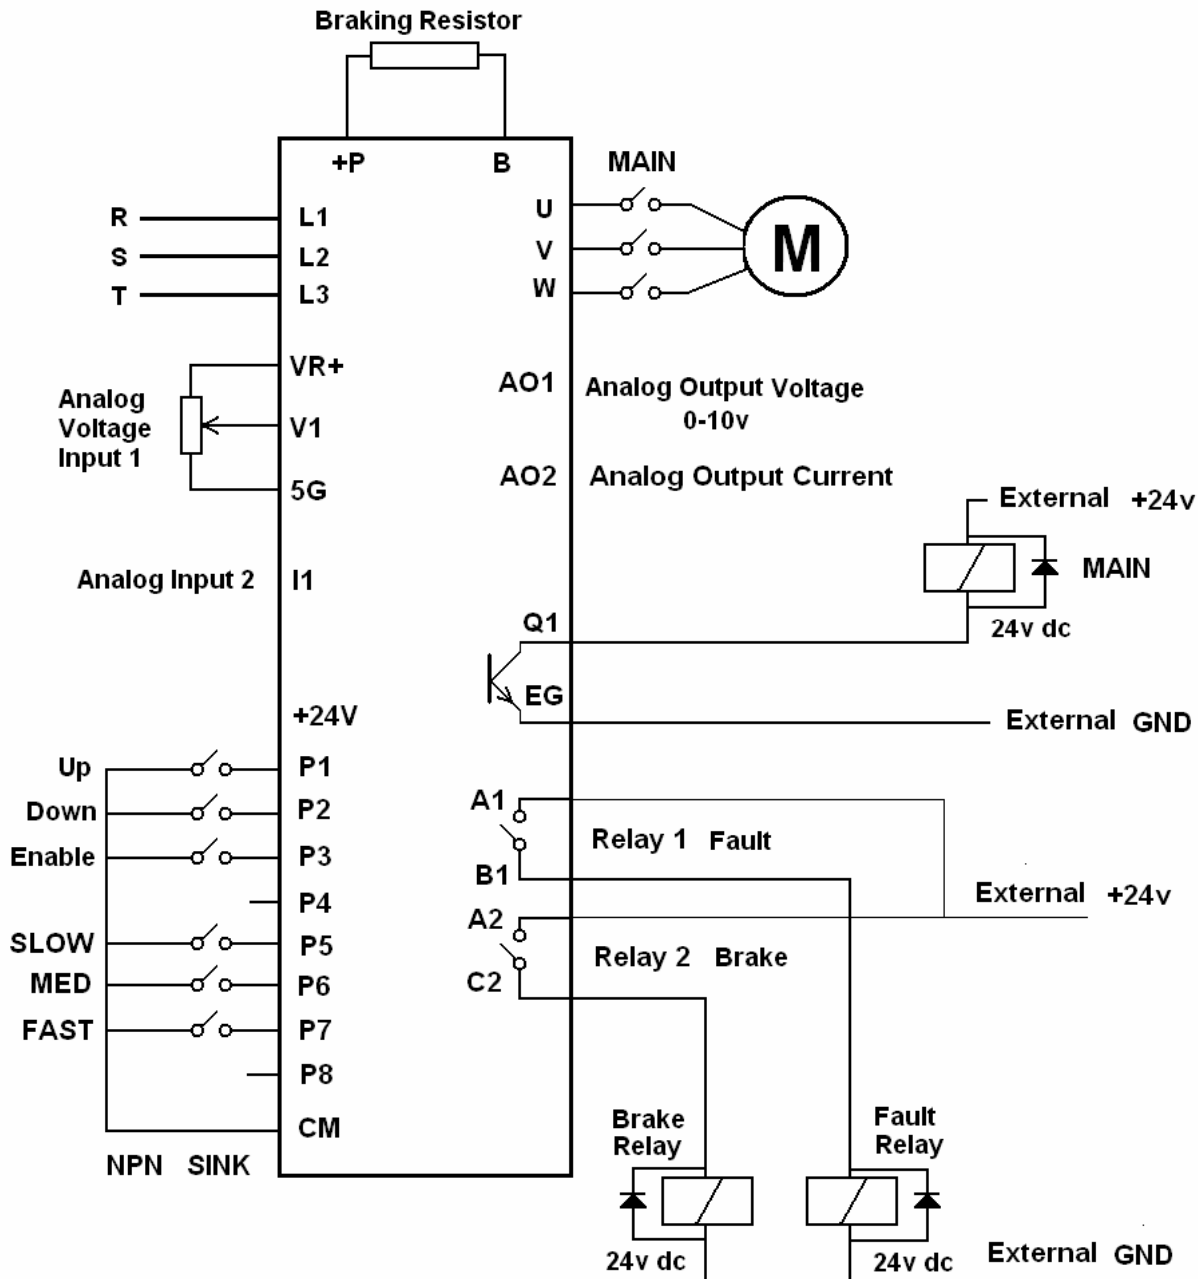 Braking Resistor
+P
B
MAIN
R
L1
U
S
L2
V
M
T
L3
W
VR+
Analog
Voltage
Input 1
V1
5G
AO1
Analog Output Voltage
0-10v
AO2
Analog Output Current
External +24v
MAIN
24v dc
Analog Input 2
I1
Q1
EG
External GND
+24V
Up
P1
Down
P2
Enable
P3
P4
SLOW
P5
MED
P6
FAST
P7
P8
CM
NPN SINK
A1
Relay 1 Fault
B1
External +24v
A2
Relay 2 Brake
C2
Brake
Relay
24v dc
Fault
Relay
24v dc
External GND